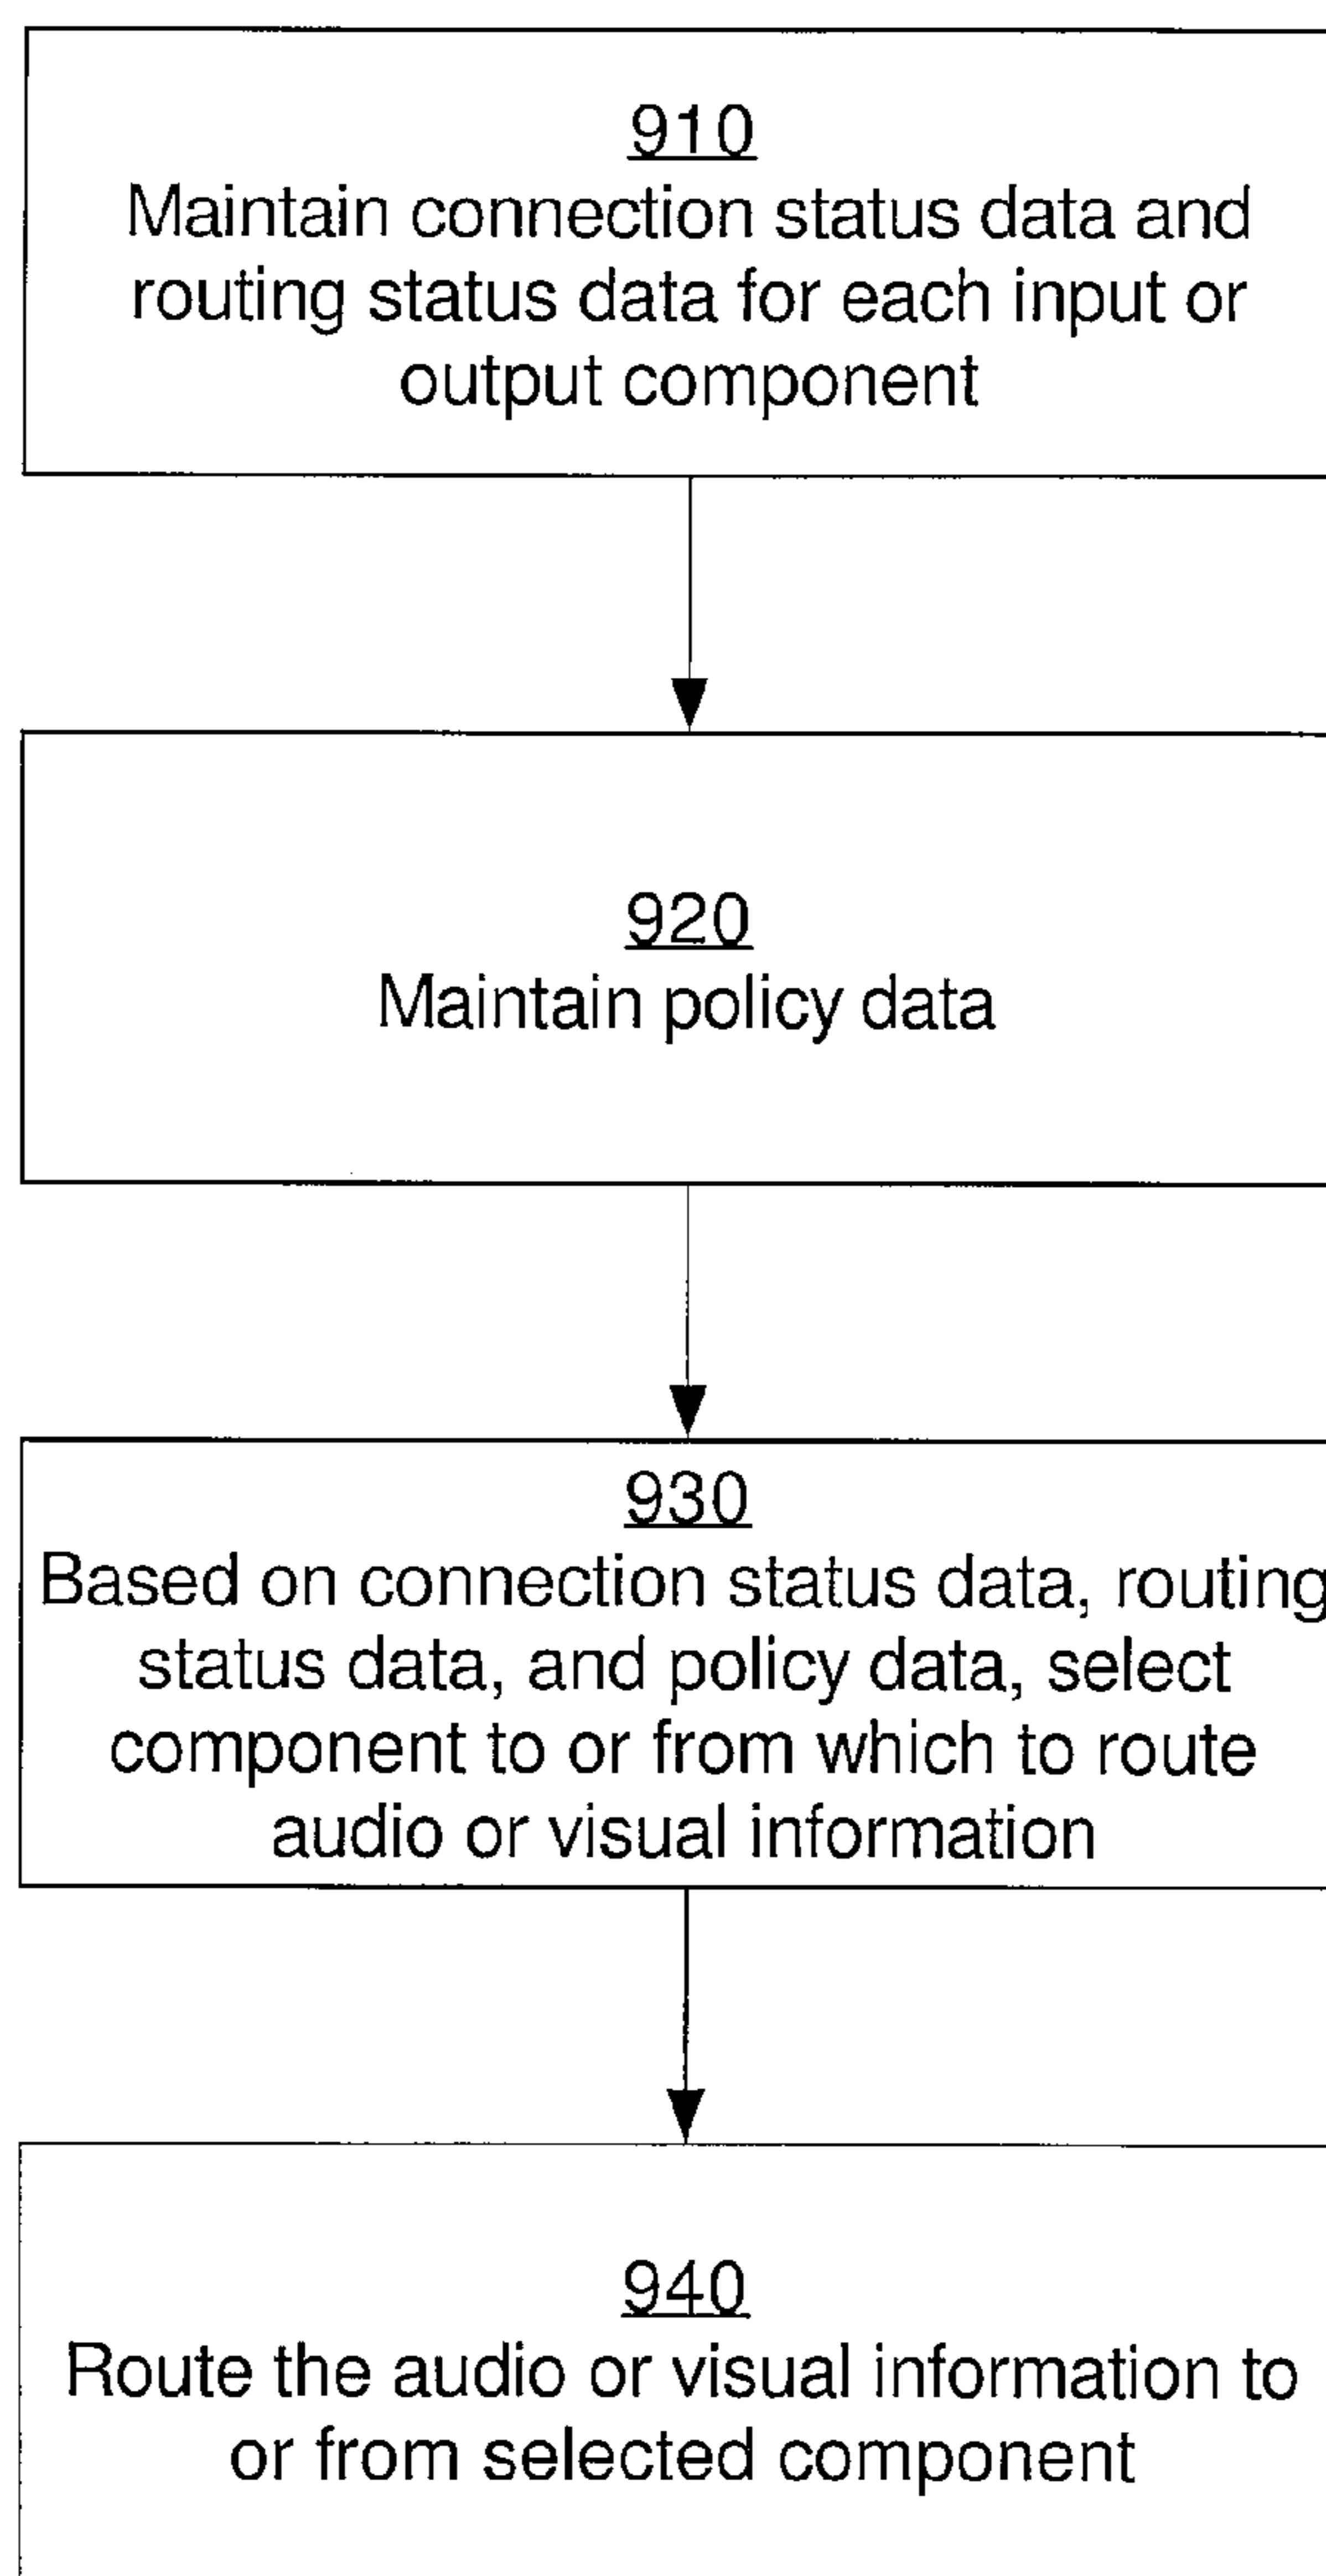 910
Maintain connection status data and
routing status data for each input or
output component
920
Maintain policy data
930
Based on connection status data, routing
status data, and policy data, select
component to or from which to route
audio or visual information
940
Route the audio or visual information to
or from selected component